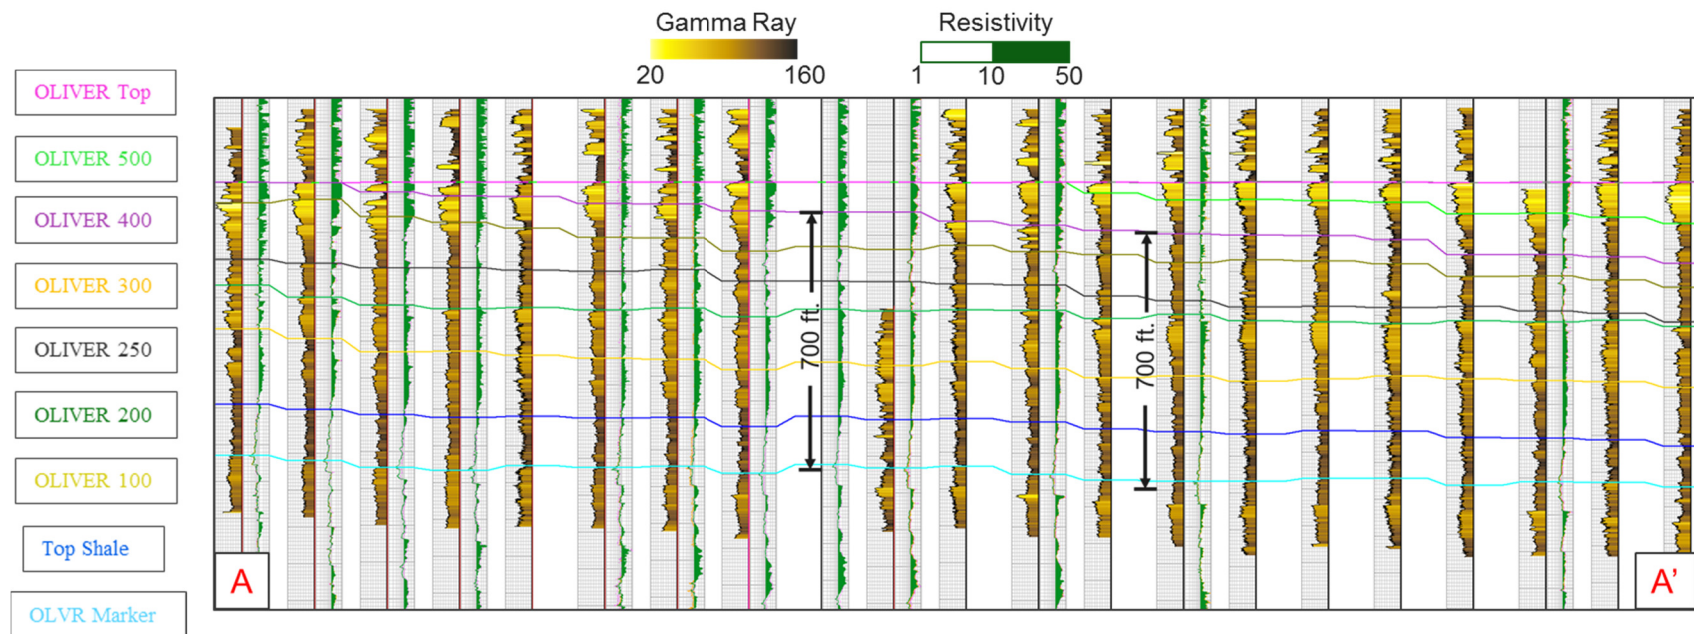 Gamma Ray
20 160
Resistivity
1 10 50
OLIVER Top
OLIVER 500
OLIVER 400
OLIVER 300
OLIVER 250
OLIVER 200
OLIVER 100
Top Shale
OLVR Marker
700 ft.
700 ft.
A
A'